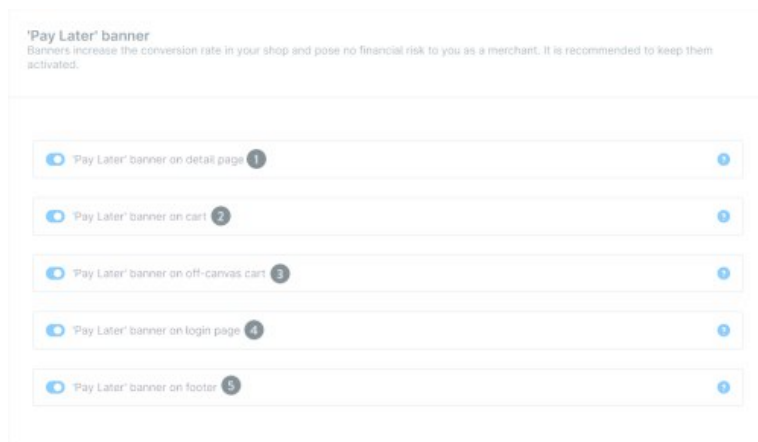 'Pay Later' banner
Banners increase the conversion rate in your shop and pose no financial risk to you as a merchant. It is recommended to keep them
activated.
'Pay Later' banner on detail page 1 ?
'Pay Later' banner on cart 2 ?
'Pay Later' banner on off-canvas cart 3 ?
'Pay Later' banner on login page 4 ?
'Pay Later' banner on footer 5 ?